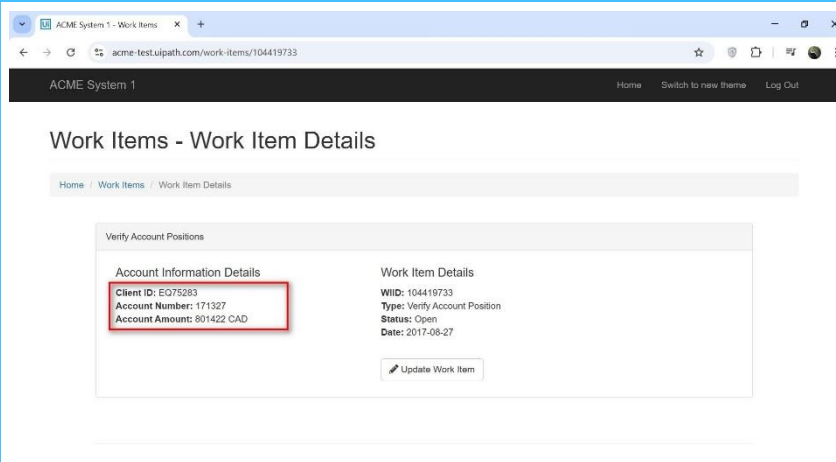 ACME System 1 - Work Items
acme-test.uipath.com/work-items/104419733
ACME System 1
Home Switch to new theme Log Out
Work Items - Work Item Details
Home / Work Items / Work Item Details
Verify Account Positions
Account Information Details
Client ID: EQ75283
Account Number: 171327
Account Amount: 801422 CAD
Work Item Details
WIID: 104419733
Type: Verify Account Position
Status: Open
Date: 2017-08-27
Update Work Item